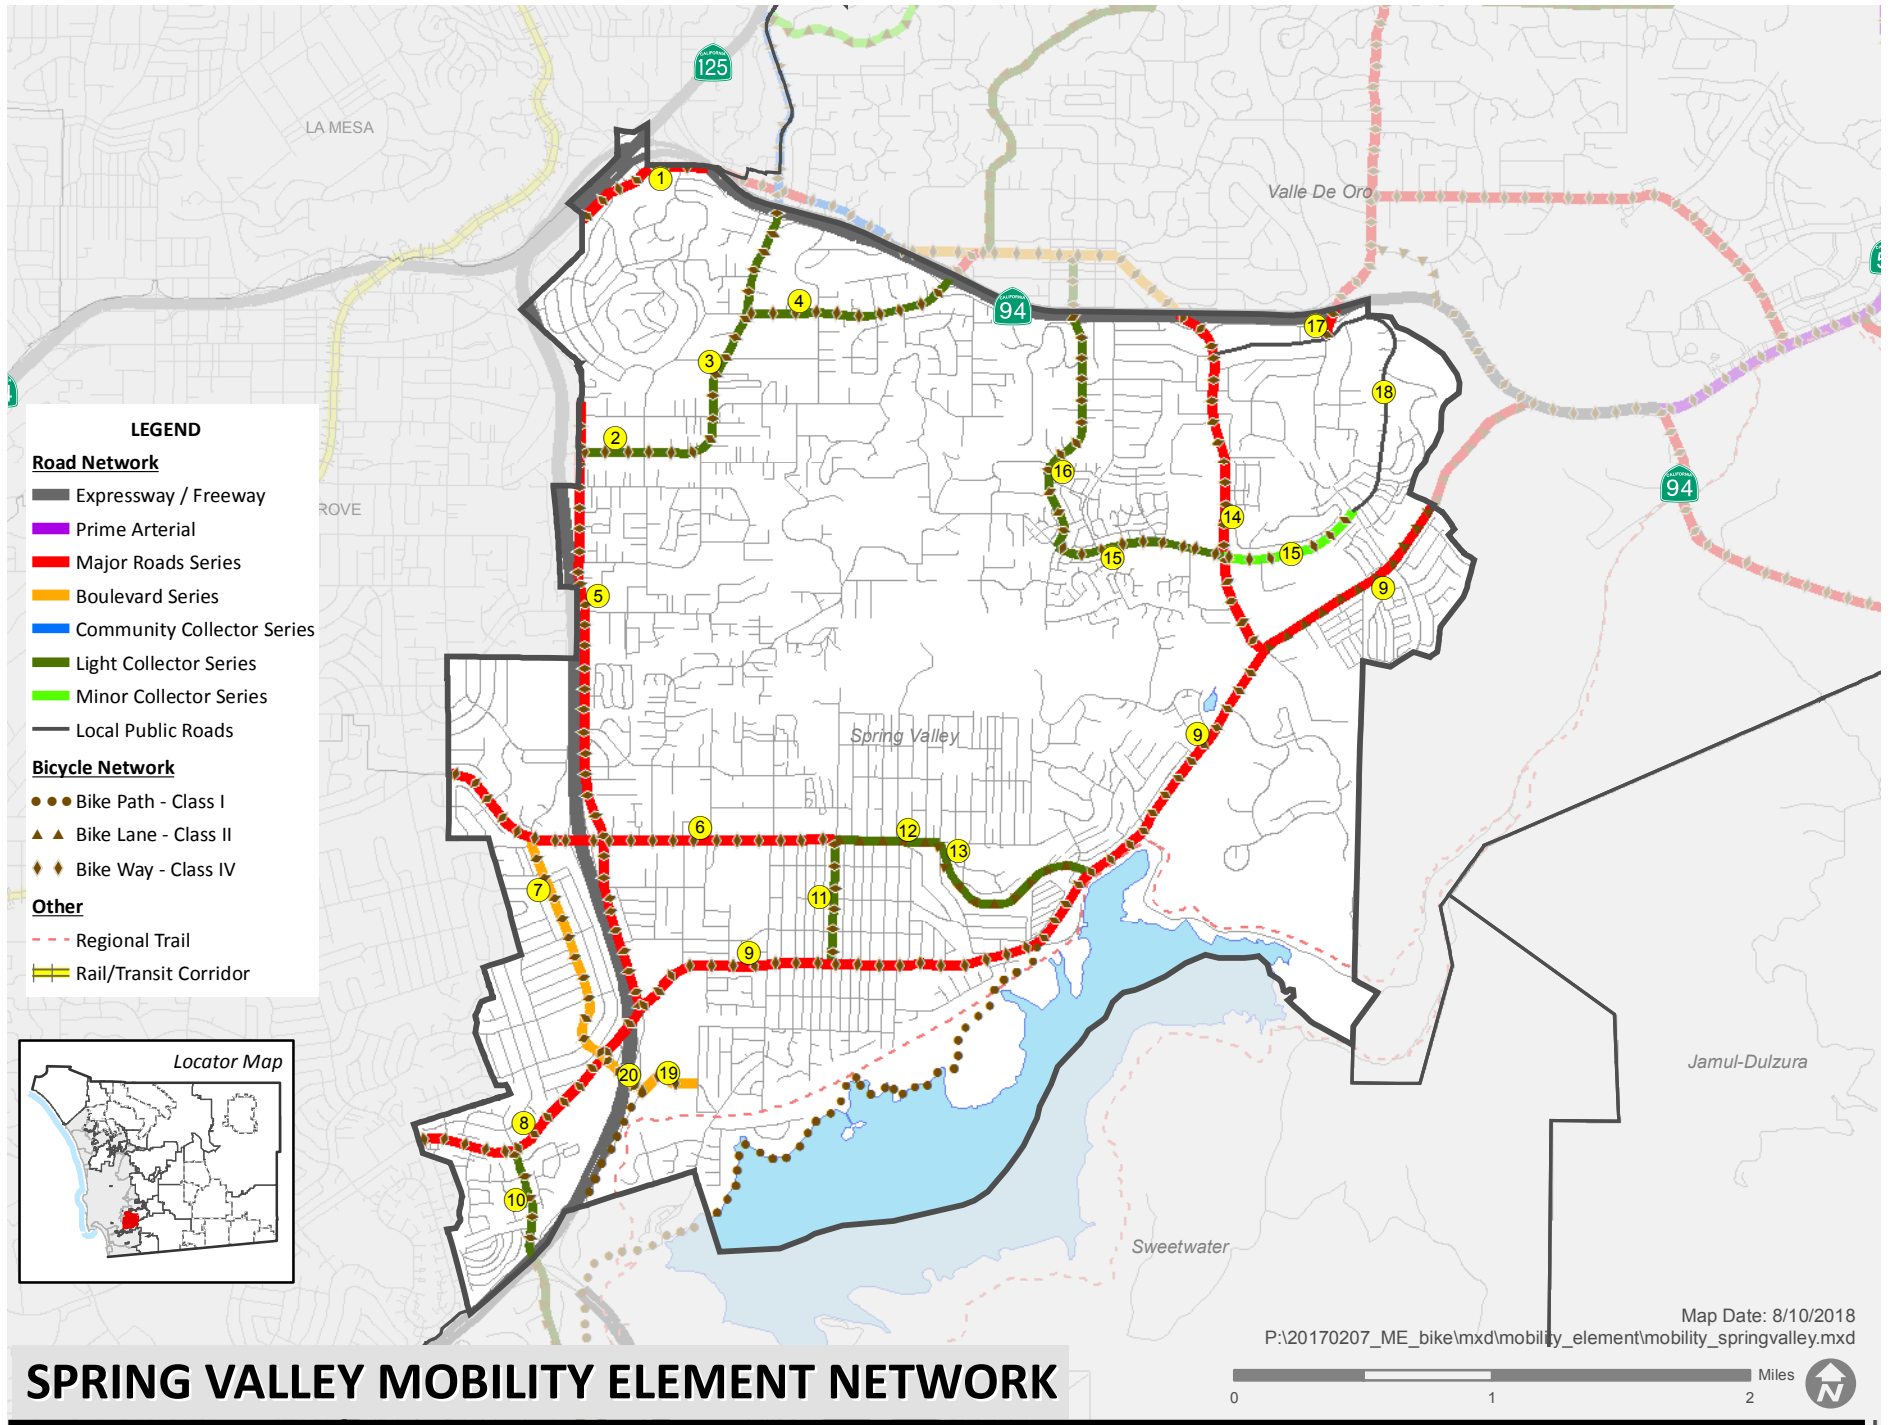 CALIFORNIA
125
LA MESA
1
Valle De Oro
4
CALIFORNIA
94
17
3
18
2
16
CALIFORNIA
94
14
15
15
9
5
ROVE
LEGEND
Road Network
Expressway / Freeway
Prime Arterial
Major Roads Series
Boulevard Series
Community Collector Series
Light Collector Series
Minor Collector Series
Local Public Roads
Bicycle Network
Bike Path - Class I
Bike Lane - Class II
Bike Way - Class IV
Other
Regional Trail
Rail/Transit Corridor
Spring Valley
9
6
12
13
7
11
9
20
19
8
10
Locator Map
Jamul-Dulzura
Sweetwater
Map Date: 8/10/2018
P:\20170207_ME_bike\mxd\mobility_element\mobility_springvalley.mxd
SPRING VALLEY MOBILITY ELEMENT NETWORK
Miles
0 1 2
N